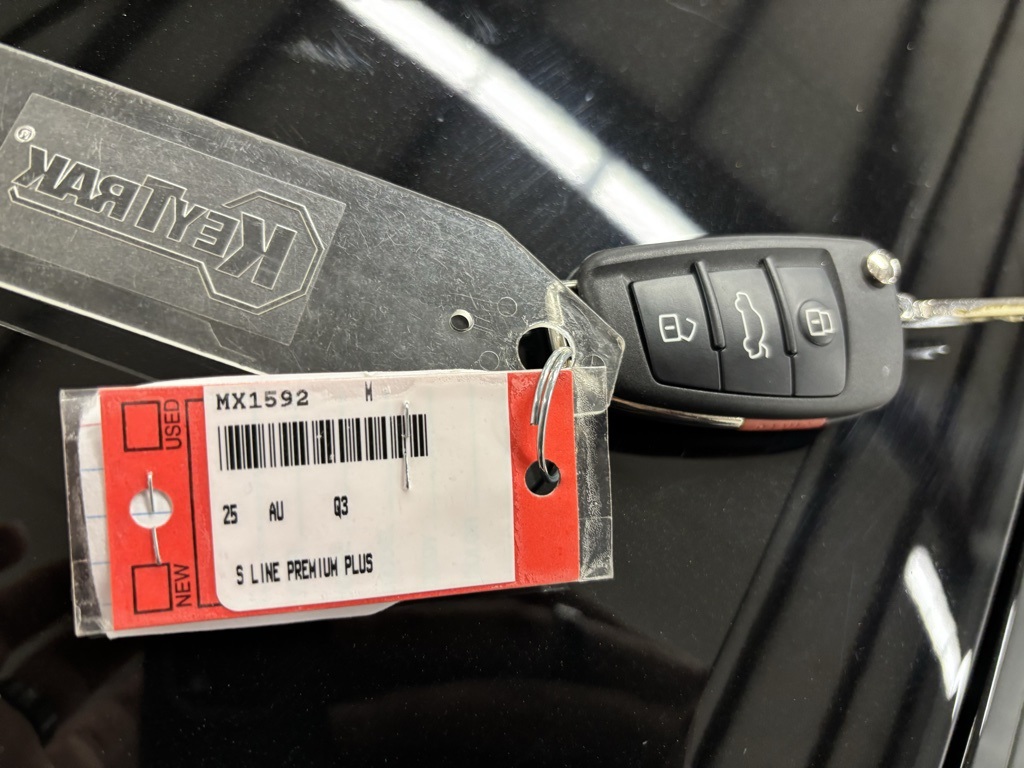 KEYTRAK®
MX1592 M
USED
25 AU Q3
NEW
S LINE PREMIUM PLUS